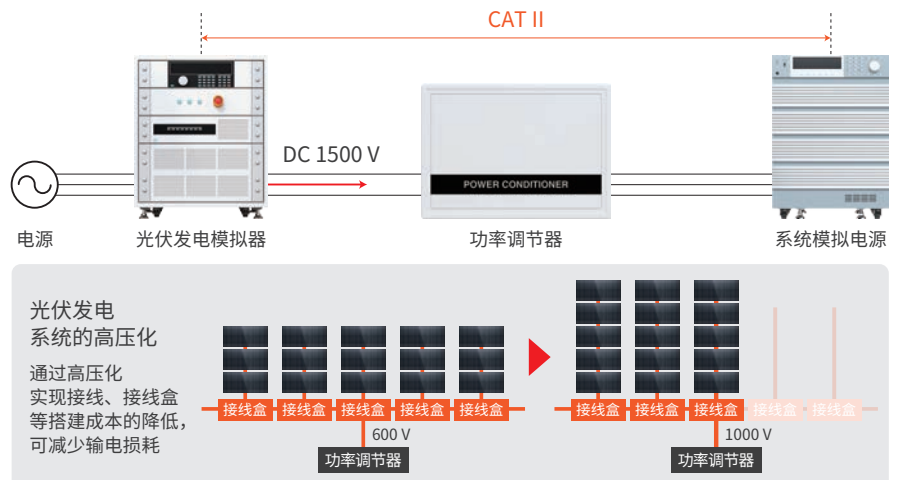 CAT II
DC 1500 V
POWER CONDITIONER
电源
光伏发电模拟器
功率调节器
系统模拟电源
光伏发电
系统的高压化
通过高压化
实现接线、接线盒
等搭建成本的降低，
可减少输电损耗
接线盒 接线盒 接线盒 接线盒 接线盒
600 V
功率调节器
接线盒 接线盒 接线盒 接线盒 接线盒
1000 V
功率调节器